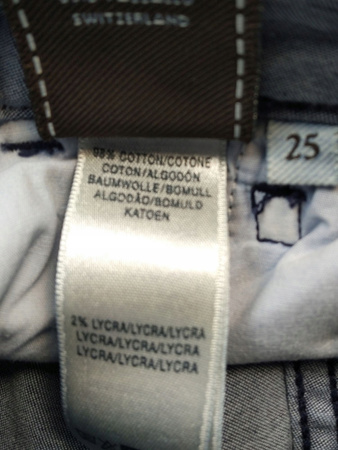 SWITZERLAND
25
98% COTTON/COTONE
COTON/ALGODÓN
BAUMWOLLE/BOMULL
ALGODÃO/BOMULD
KATOEN
2% LYCRA/LYCRA/LYCRA
LYCRA/LYCRA/LYCRA
LYCRA/LYCRA/LYCRA